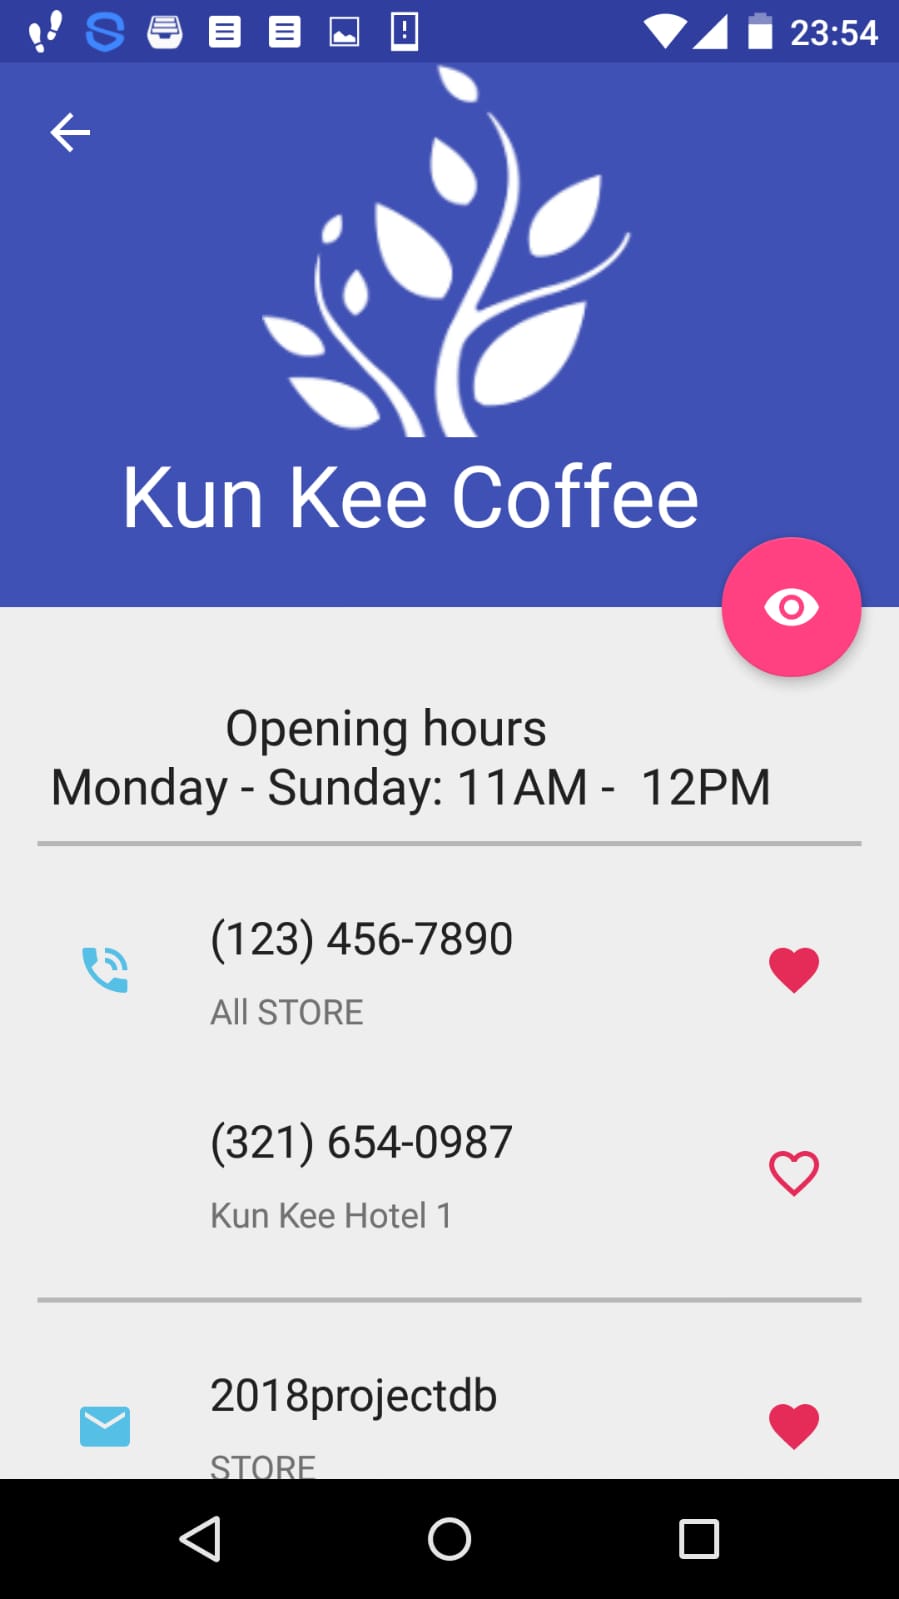 23:54
Kun Kee Coffee
Opening hours
Monday - Sunday: 11AM -  12PM
(123) 456-7890
All STORE
(321) 654-0987
Kun Kee Hotel 1
2018projectdb
STORE